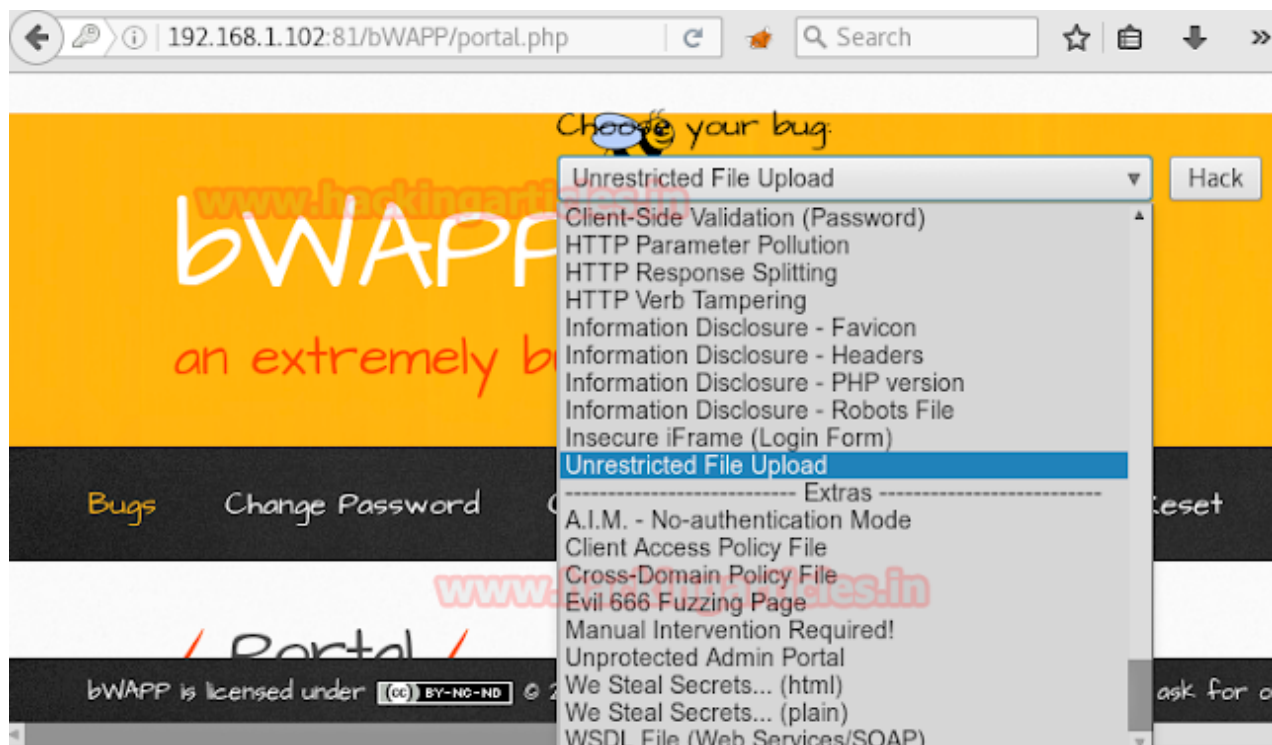 192.168.1.102:81/bWAPP/portal.php
Search
Choose your bug:
Unrestricted File Upload
Hack
www.hackingarticles.in
bWAPP
an extremely
Client-Side Validation (Password)
HTTP Parameter Pollution
HTTP Response Splitting
HTTP Verb Tampering
Information Disclosure - Favicon
Information Disclosure - Headers
Information Disclosure - PHP version
Information Disclosure - Robots File
Insecure iFrame (Login Form)
Unrestricted File Upload
---------------------------- Extras ---------------------------
A.I.M. - No-authentication Mode
Client Access Policy File
Cross-Domain Policy File
Evil 666 Fuzzing Page
Manual Intervention Required!
Unprotected Admin Portal
We Steal Secrets... (html)
We Steal Secrets... (plain)
WSDL File (Web Services/SOAP)
Bugs
Change Password
www.hackingarticles.in
/ Portal /
bWAPP is licensed under (cc) BY-NC-ND ©
ask for